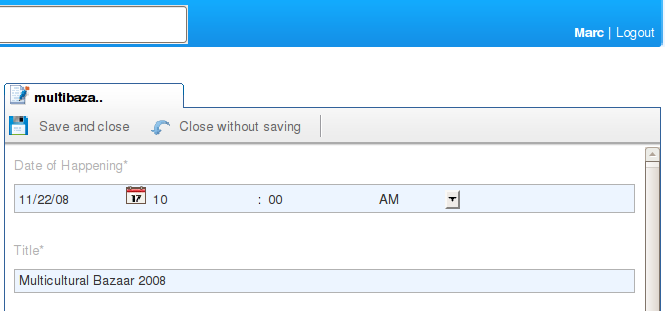 Marc | Logout
multibaza..
Save and close Close without saving
Date of Happening*
11/22/08 17 10 : 00 AM
Title*
Multicultural Bazaar 2008